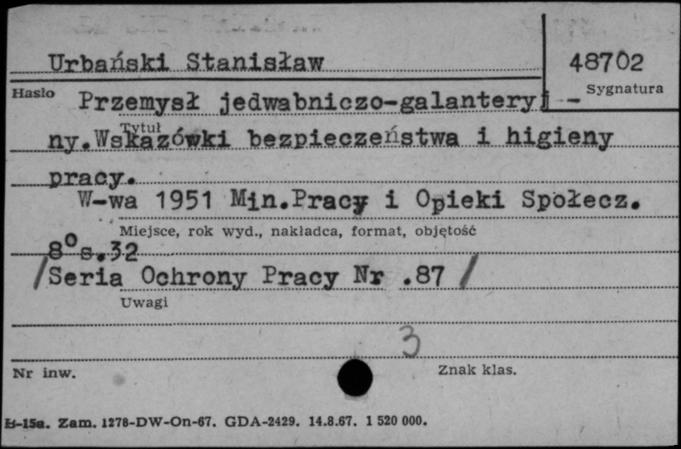 Urbański Stanisław
48702
Sygnatura
Hasło
Przemysł jedwabniczo-galanteryj -
Tytuł
ny.Wskazówki bezpieczeństwa i higieny
pracy.
W-wa 1951 Min.Pracy i Opieki Społecz.
Miejsce, rok wyd., nakładca, format, objętość
8° s.32
/Seria Ochrony Pracy Nr .87 /
Uwagi
3
Nr inw.
Znak klas.
B-15a. Zam. 1278-DW-On-67. GDA-2429. 14.8.67. 1 520 000.